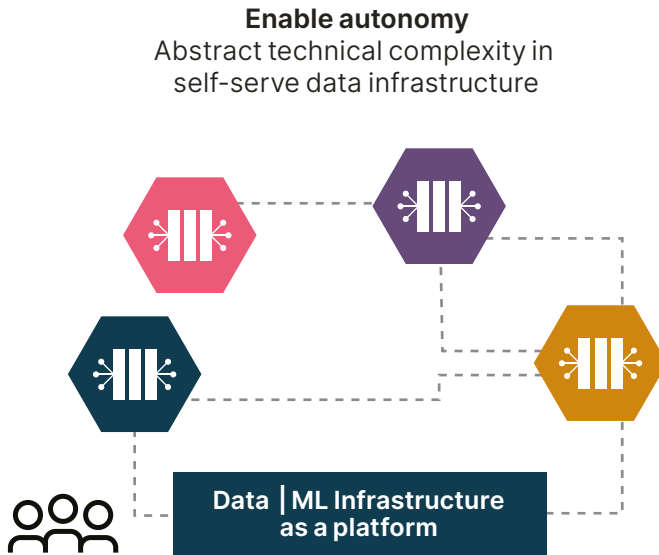 Enable autonomy
Abstract technical complexity in
self-serve data infrastructure
Data | ML Infrastructure
as a platform